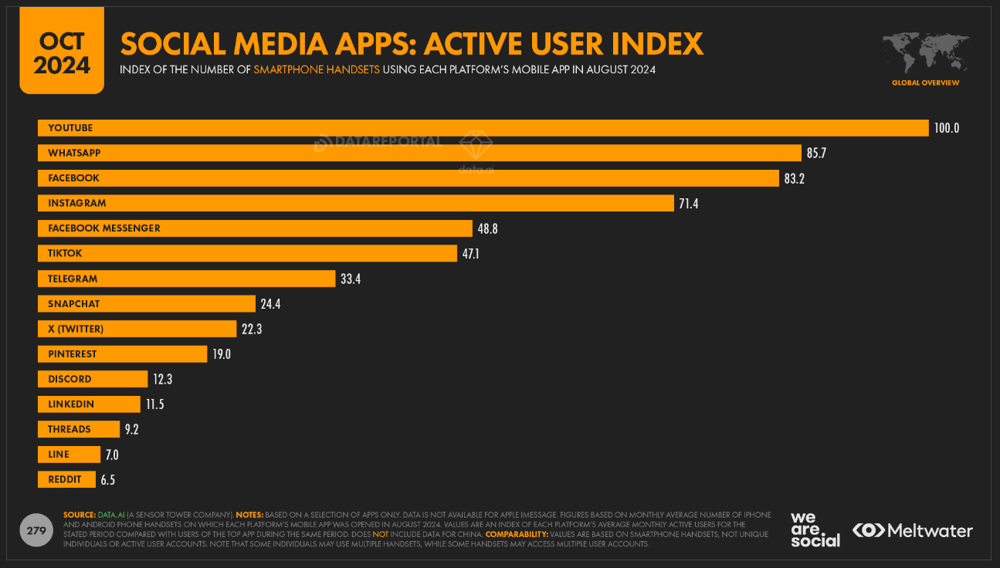 OCT
2024
SOCIAL MEDIA APPS: ACTIVE USER INDEX
INDEX OF THE NUMBER OF SMARTPHONE HANDSETS USING EACH PLATFORM'S MOBILE APP IN AUGUST 2024
GLOBAL OVERVIEW
YOUTUBE 100.0
DATAREPORTAL
WHATSAPP 85.7
data.ai
FACEBOOK 83.2
INSTAGRAM 71.4
FACEBOOK MESSENGER 48.8
TIKTOK 47.1
TELEGRAM 33.4
SNAPCHAT 24.4
X (TWITTER) 22.3
PINTEREST 19.0
DISCORD 12.3
LINKEDIN 11.5
THREADS 9.2
LINE 7.0
REDDIT 6.5
279
SOURCE: DATA.AI (A SENSOR TOWER COMPANY). NOTES: BASED ON A SELECTION OF APPS ONLY. DATA IS NOT AVAILABLE FOR APPLE IMESSAGE. FIGURES BASED ON MONTHLY AVERAGE NUMBER OF IPHONE
AND ANDROID PHONE HANDSETS ON WHICH EACH PLATFORM'S MOBILE APP WAS OPENED IN AUGUST 2024. VALUES ARE AN INDEX OF EACH PLATFORM'S AVERAGE MONTHLY ACTIVE USERS FOR THE
STATED PERIOD COMPARED WITH USERS OF THE TOP APP DURING THE SAME PERIOD. DOES NOT INCLUDE DATA FOR CHINA. COMPARABILITY: VALUES ARE BASED ON SMARTPHONE HANDSETS, NOT UNIQUE
INDIVIDUALS OR ACTIVE USER ACCOUNTS. NOTE THAT SOME INDIVIDUALS MAY USE MULTIPLE HANDSETS, WHILE SOME HANDSETS MAY ACCESS MULTIPLE USER ACCOUNTS.
we
are
social
Meltwater